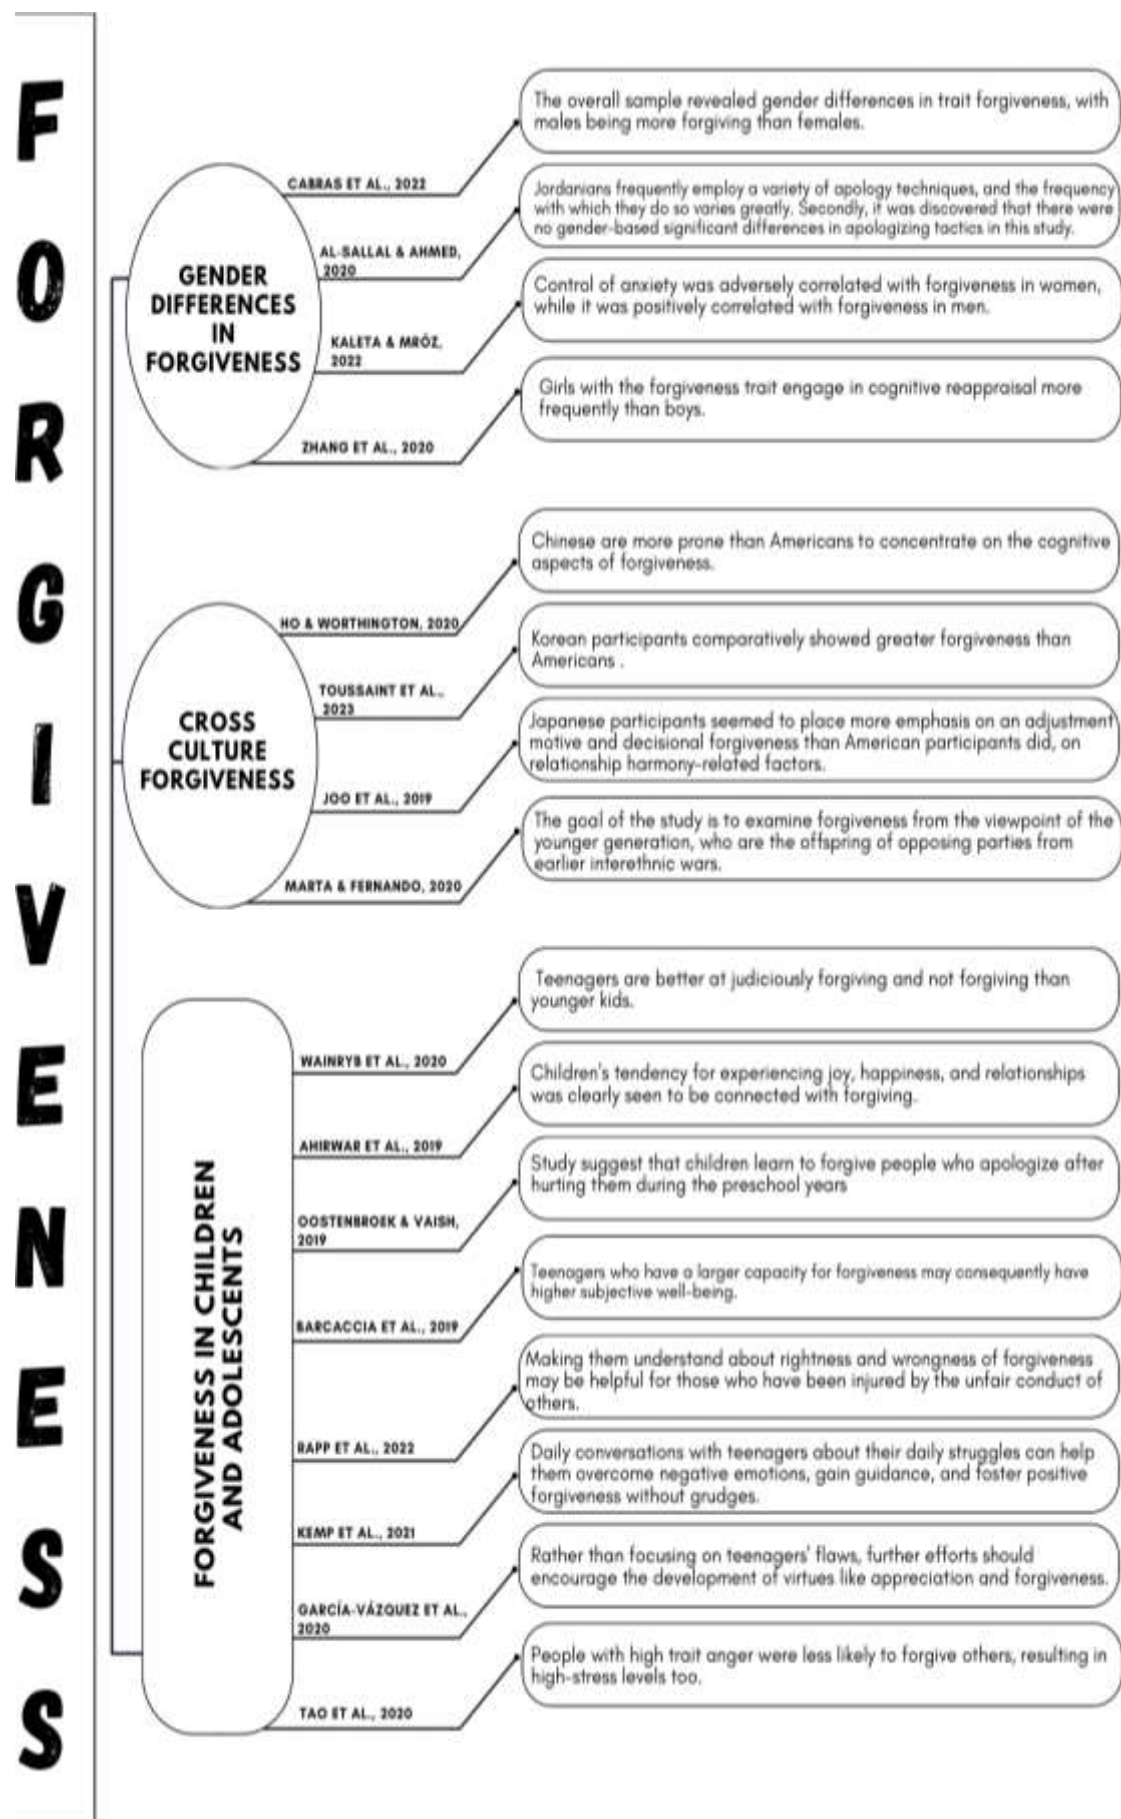 FORGIVENESS
GENDER
DIFFERENCES
IN
FORGIVENESS
CABRAS ET AL., 2022
The overall sample revealed gender differences in trait forgiveness, with
males being more forgiving than females.
AL-SALLAL & AHMED,
2020
Jordanians frequently employ a variety of apology techniques, and the frequency
with which they do so varies greatly. Secondly, it was discovered that there were
no gender-based significant differences in apologizing tactics in this study.
KALETA & MRÓZ,
2022
Control of anxiety was adversely correlated with forgiveness in women,
while it was positively correlated with forgiveness in men.
ZHANG ET AL., 2020
Girls with the forgiveness trait engage in cognitive reappraisal more
frequently than boys.
CROSS
CULTURE
FORGIVENESS
HO & WORTHINGTON, 2020
Chinese are more prone than Americans to concentrate on the cognitive
aspects of forgiveness.
TOUSSAINT ET AL.,
2023
Korean participants comparatively showed greater forgiveness than
Americans .
JOO ET AL., 2019
Japanese participants seemed to place more emphasis on an adjustment
motive and decisional forgiveness than American participants did, on
relationship harmony-related factors.
MARTA & FERNANDO, 2020
The goal of the study is to examine forgiveness from the viewpoint of the
younger generation, who are the offspring of opposing parties from
earlier interethnic wars.
FORGIVENESS IN CHILDREN
AND ADOLESCENTS
WAINRYB ET AL., 2020
Teenagers are better at judiciously forgiving and not forgiving than
younger kids.
AHIRWAR ET AL., 2019
Children's tendency for experiencing joy, happiness, and relationships
was clearly seen to be connected with forgiving.
OOSTENBROEK & VAISH,
2019
Study suggest that children learn to forgive people who apologize after
hurting them during the preschool years
BARCACCIA ET AL., 2019
Teenagers who have a larger capacity for forgiveness may consequently have
higher subjective well-being.
RAPP ET AL., 2022
Making them understand about rightness and wrongness of forgiveness
may be helpful for those who have been injured by the unfair conduct of
others.
KEMP ET AL., 2021
Daily conversations with teenagers about their daily struggles can help
them overcome negative emotions, gain guidance, and foster positive
forgiveness without grudges.
GARCÍA-VÁZQUEZ ET AL.,
2020
Rather than focusing on teenagers' flaws, further efforts should
encourage the development of virtues like appreciation and forgiveness.
TAO ET AL., 2020
People with high trait anger were less likely to forgive others, resulting in
high-stress levels too.